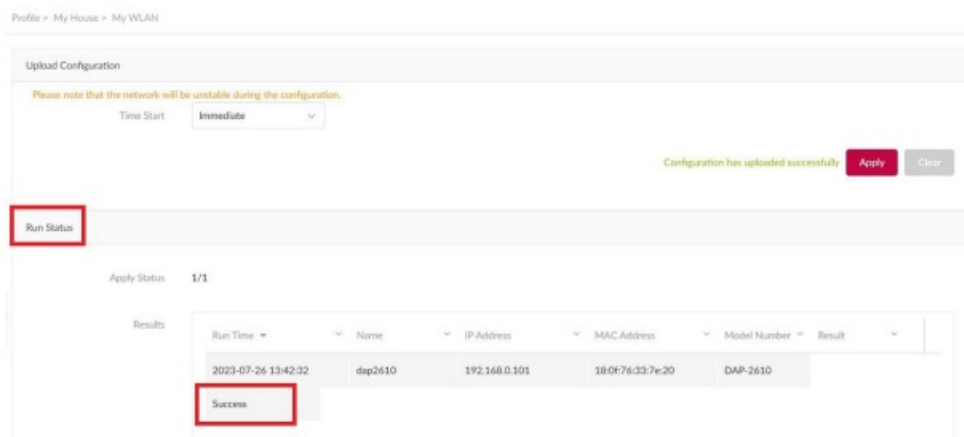 Profile > My House > My WLAN
Upload Configuration
Please note that the network will be unstable during the configuration.
Time Start Immediate
Configuration has uploaded successfully Apply Clear
Run Status
Apply Status 1/1
Results
Run Time Name IP Address MAC Address Model Number Result
2023-07-26 13:42:32 dap2610 192.168.0.101 18:0f:76:33:7e:20 DAP-2610
Success